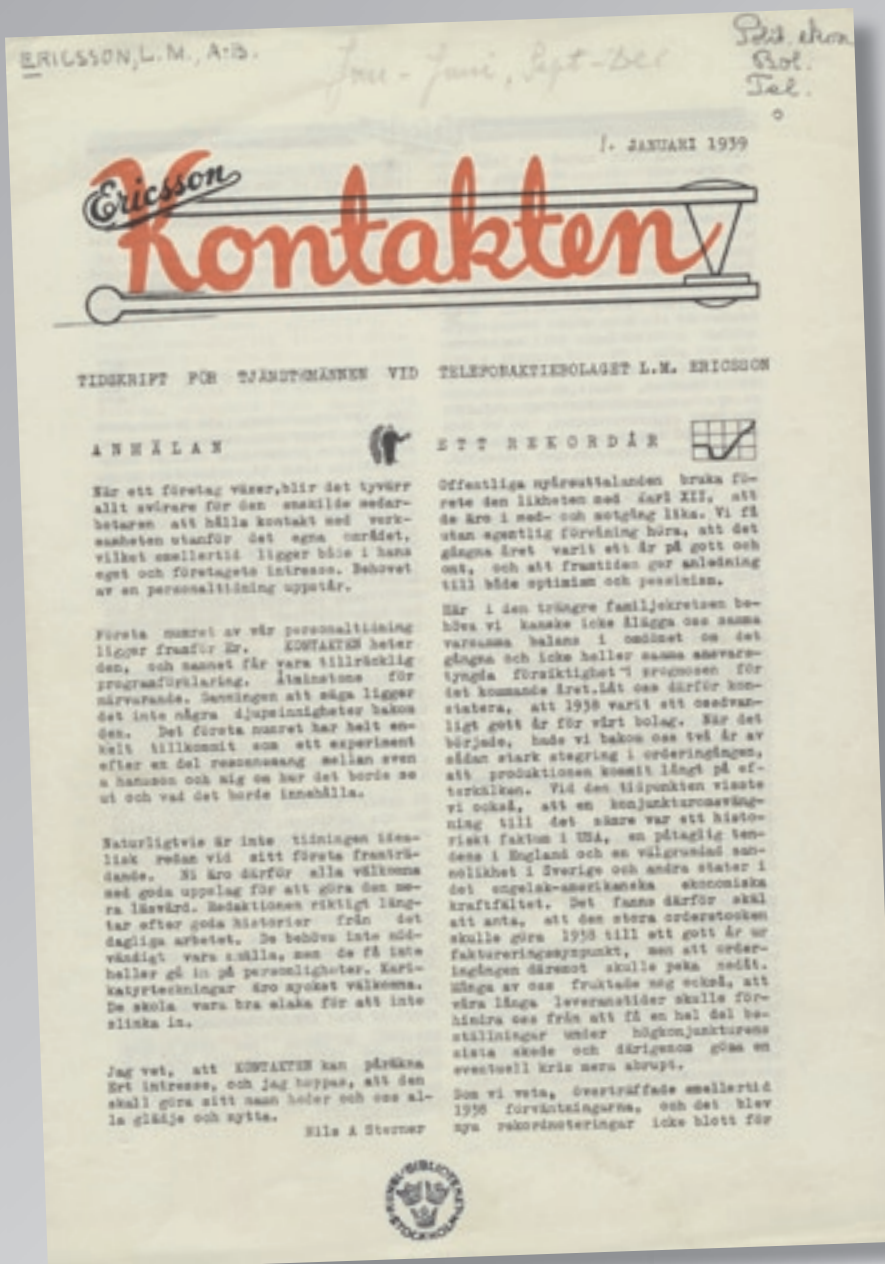 ERICSSON, L.M., A-B.
Juni, Sept-Dec
Polit. ekon
Bol.
Tel.
1. JANUARI 1939
Ericsson
Kontakten
TIDSKRIFT FÖR TJÄNSTEMÄNNEN VID TELEFONAKTIEBOLAGET L.M. ERICSSON
ANMÄLAN
När ett företag växer,blir det tyvärr
allt svårare för den enskilde medar-
betaren att hålla kontakt med verk-
samheten utanför det egna området,
vilket emellertid ligger både i hans
eget och företagets intresse. Behovet
av en personaltidning uppstår.
Första numret av vår personaltidning
ligger framför Er. KONTAKTEN heter
den, och namnet får vara tillräcklig
programförklaring. Åtminstone för
närvarande. Sanningen att säga ligger
det inte några djupsinnigheter bakom
den. Det första numret har helt en-
kelt tillkommit som ett experiment
efter en del resonemang mellan Sven
A Hansson och mig om hur det borde se
ut och vad det borde innehålla.
Naturligtvis är inte tidningen idea-
lisk redan vid sitt första framträ-
dande. Ni äro därför alla välkomna
med goda uppslag för att göra den me-
ra läsvärd. Redaktionen riktigt läng-
tar efter goda historier från det
dagliga arbetet. De behöva inte nöd-
vändigt vara snälla, men de få inte
heller gå in på personligheter. Kari-
katyrteckningar äro mycket välkomna.
De skola vara bra elaka för att inte
slinka in.
Jag vet, att KONTAKTEN kan påräkna
Ert intresse, och jag hoppas, att den
skall göra sitt namn heder och oss al-
la glädje och nytta.
Nils A Sterner
ETT REKORDÅR
Offentliga nyårsuttalanden bruka fö-
rete den likheten med Karl XII, att
de äro i med- och motgång lika. Vi få
utan egentlig förvåning höra, att det
gångna året varit ett år på gott och
ont, och att framtiden ger anledning
till både optimism och pessimism.
Här i den trängre familjekretsen be-
höva vi kanske icke ålägga oss samma
varsamma balans i omdömet om det
gångna och icke heller samma ansvars-
tyngda försiktighet i prognosen för
det kommande året.Låt oss därför kon-
statera, att 1938 varit ett osedvan-
ligt gott år för vårt bolag. När det
började, hade vi bakom oss två år av
sådan stark stegring i orderingången,
att produktionen kommit långt på ef-
terkälken. Vid den tidpunkten visste
vi också, att en konjunkturomsväng-
ning till det sämre var ett histo-
riskt faktum i USA, en påtaglig ten-
dens i England och en välgrundad san-
nolikhet i Sverige och andra stater i
det engelsk-amerikanska ekonomiska
kraftfältet. Det fanns därför skäl
att anta, att den stora orderstocken
skulle göra 1938 till ett gott år ur
faktureringssynpunkt, men att order-
ingången däremot skulle peka nedåt.
Många av oss fruktade nog också, att
våra långa leveranstider skulle för-
hindra oss från att få en hel del be-
ställningar under högkonjunkturens
sista skede och därigenom göra en
eventuell kris mera abrupt.
Som vi veta, överträffade emellertid
1938 förväntningarna, och det blev
nya rekordnoteringar icke blott för
KUNGL. BIBLIOTEKET
STOCKHOLM